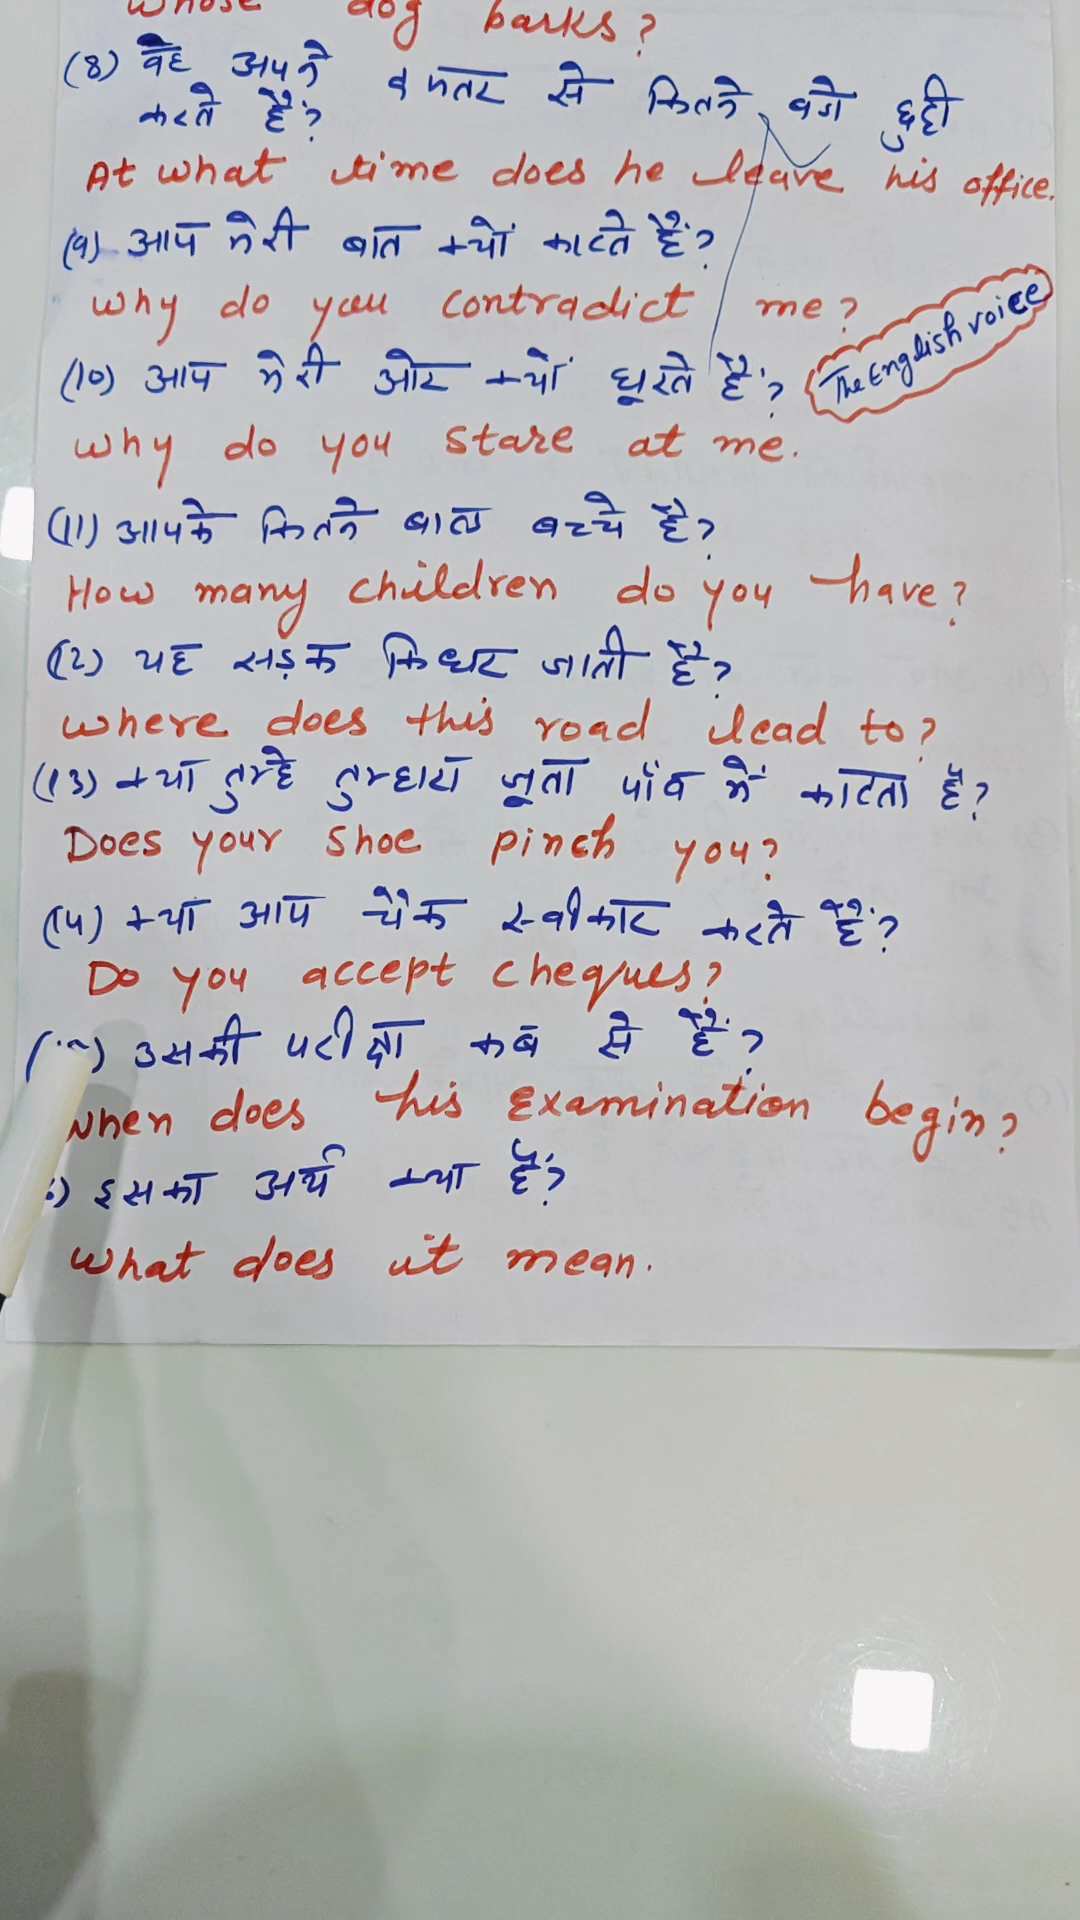 whose dog barks?
(8) वह अपने दफ्तर से कितने बजे छुट्टी
करते हैं?
At what time does he leave his office.
(9) आप मेरी बात क्यों काटते हैं?
Why do you contradict me?
(10) आप मेरी ओर क्यों घूरते हैं?
The English voice
Why do you stare at me.
(11) आपके कितने बाल बच्चे है?
How many children do you have?
(12) यह सड़क किधर जाती है?
Where does this road lead to?
(13) क्या तुम्हे तुम्हारा जूता पाँव में काटता है?
Does your shoe pinch you?
(14) क्या आप चैक स्वीकार करते हैं?
Do you accept cheques?
उसकी परीक्षा कब से हैं?
When does his Examination begin?
इसका अर्थ क्या हैं?
What does it mean.